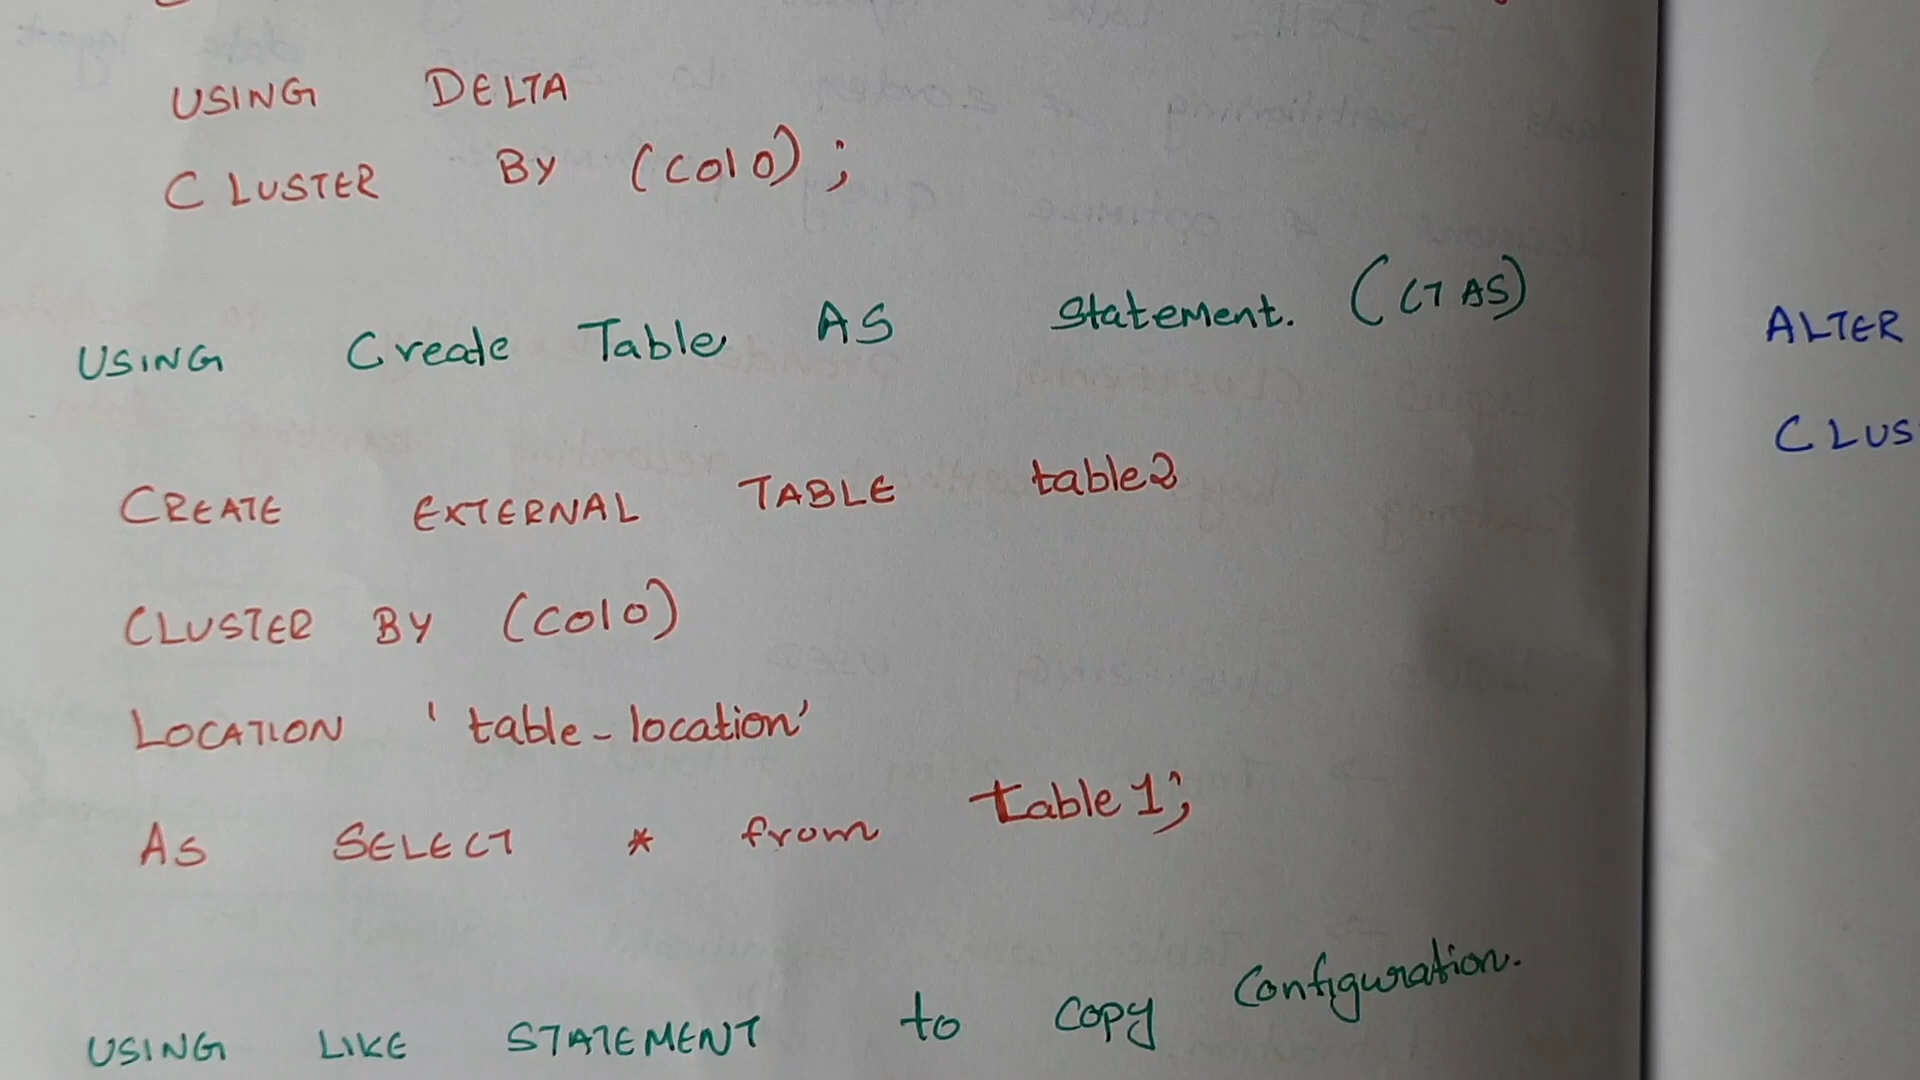 USING DELTA
CLUSTER BY (col0);
USING Create Table AS Statement. (CTAS)
CREATE EXTERNAL TABLE table2
CLUSTER BY (col0)
LOCATION 'table-location'
AS SELECT * from table1;
USING LIKE STATEMENT to copy Configuration.
ALTER
CLUS